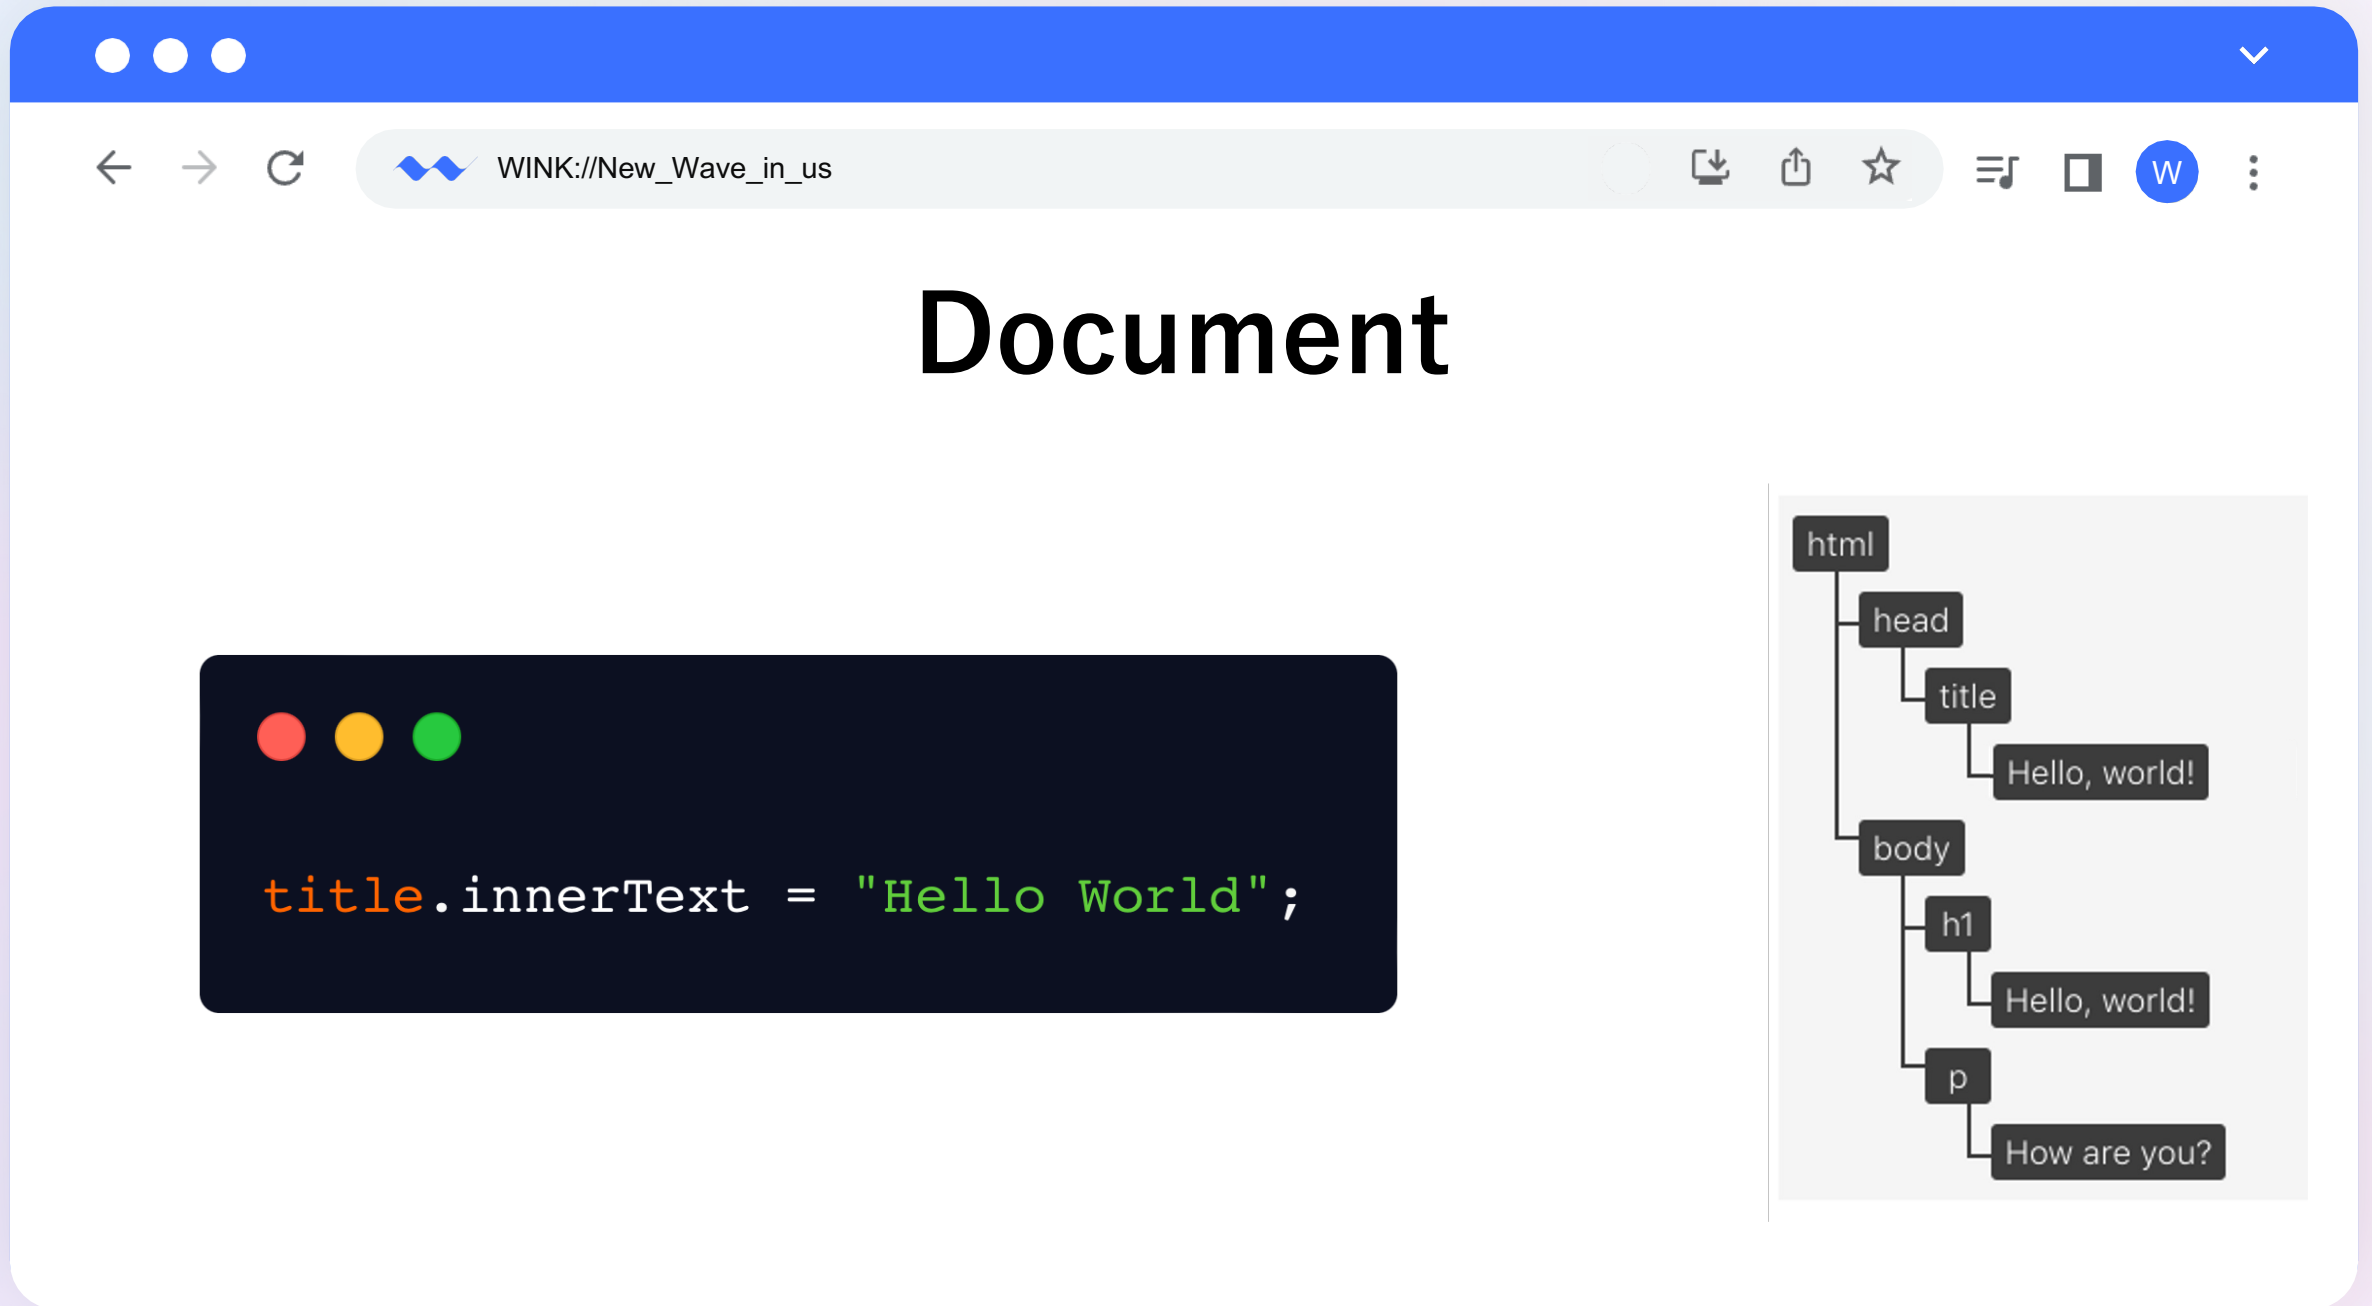 WINK://New_Wave_in_us
W
Document
title.innerText = "Hello World";
html
head
title
Hello, world!
body
h1
Hello, world!
p
How are you?